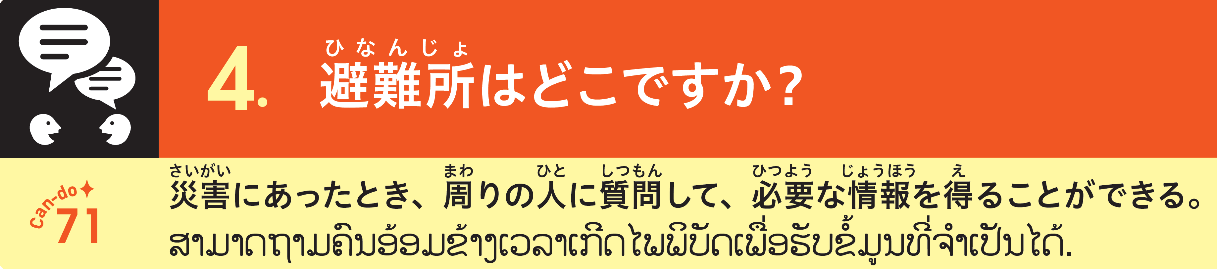 ひなんじょ
4. 避難所はどこですか？
さいがい まわ ひと しつもん ひつよう じょうほう え
Can-do 71
災害にあったとき、周りの人に質問して、必要な情報を得ることができる。
ສາມາດຖາມຄົນອ້ອມຂ້າງເວລາເກີດໄພພິບັດເພື່ອຮັບຂໍ້ມູນທີ່ຈຳເປັນໄດ້.